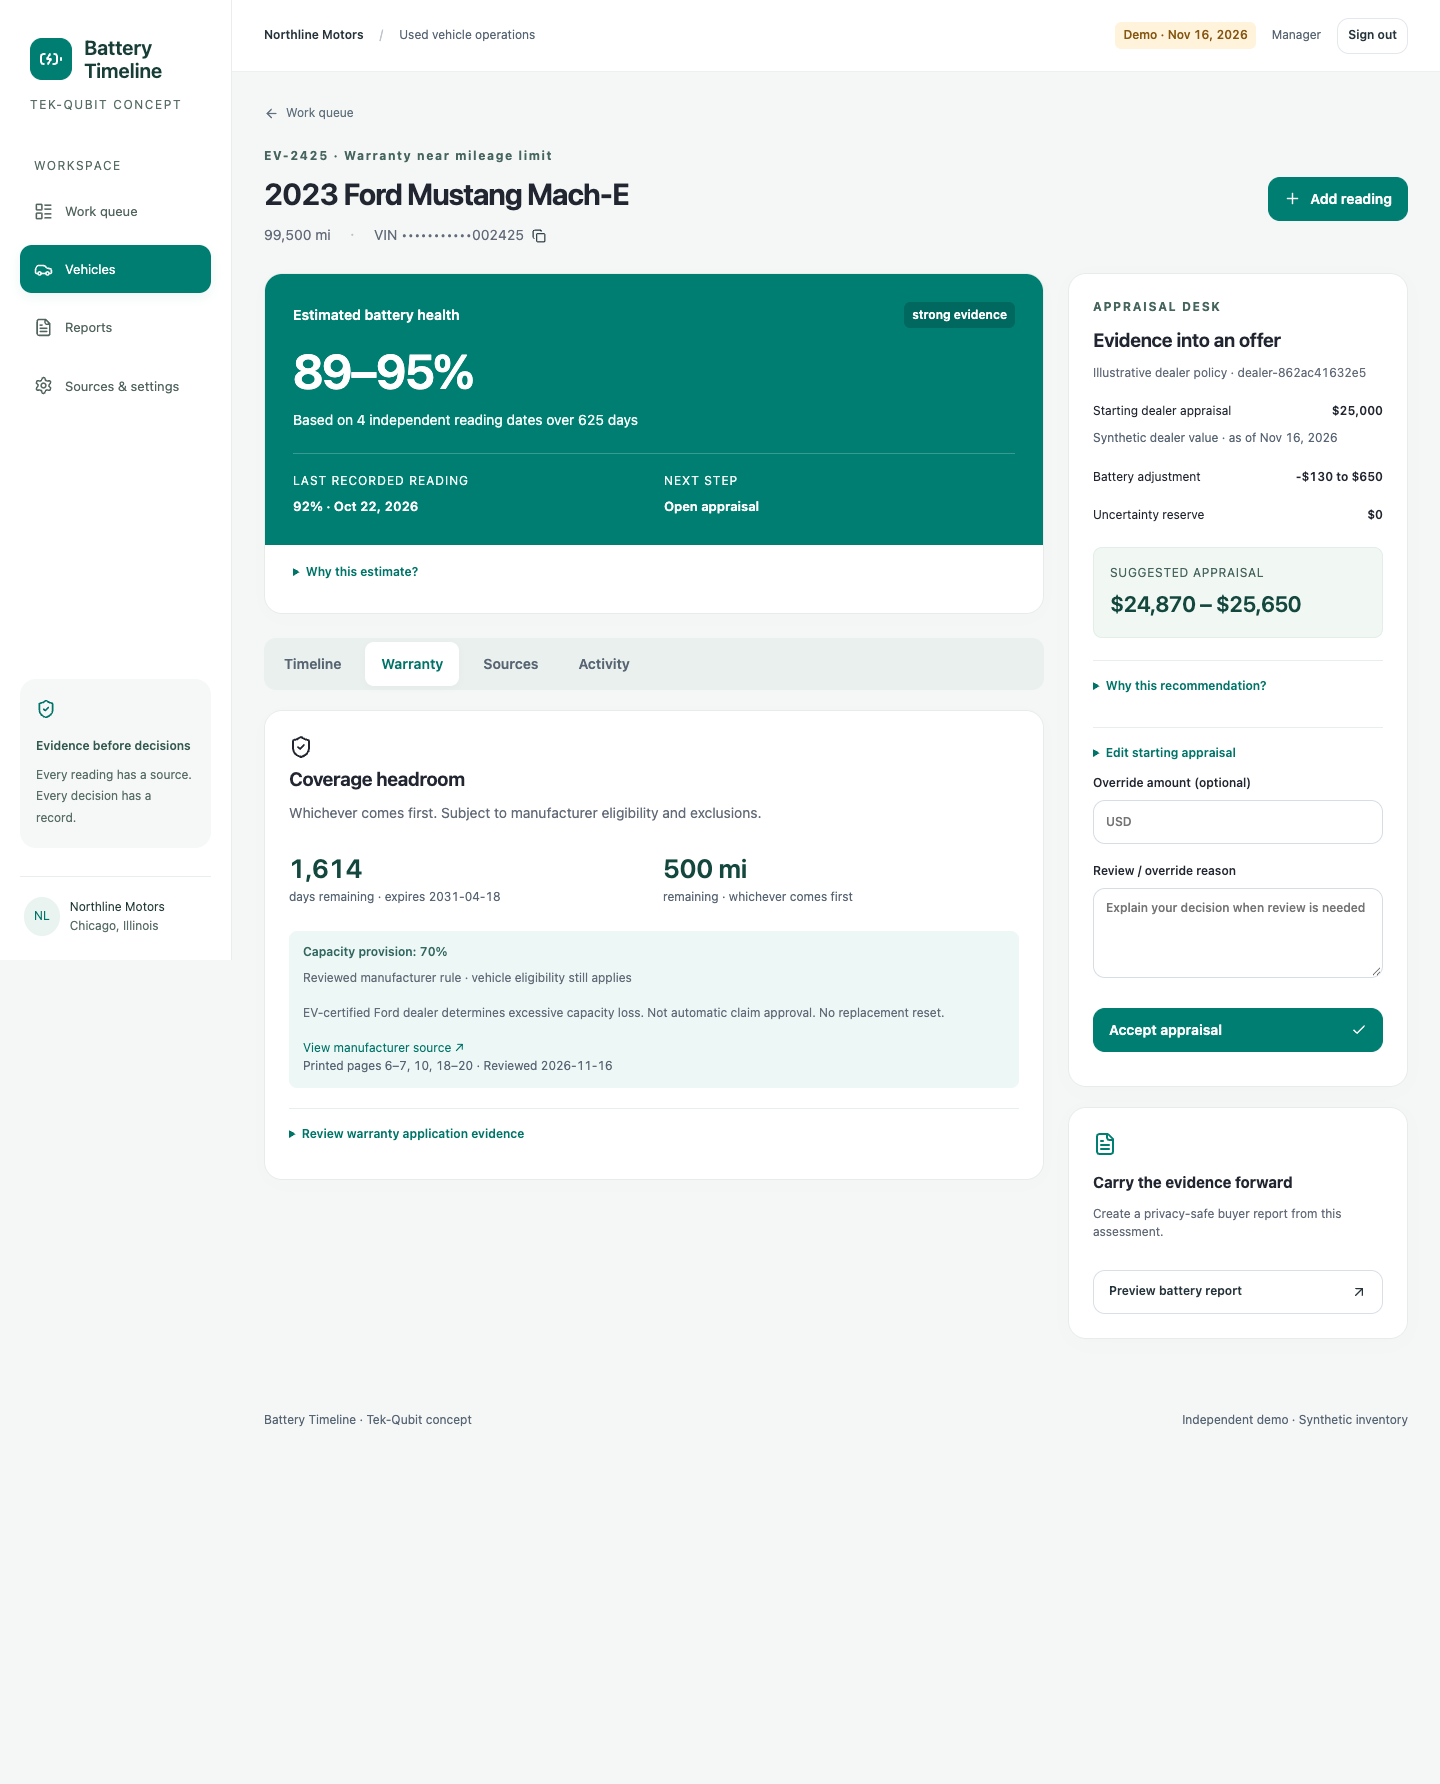 Battery
Timeline
TEK-QUBIT CONCEPT
WORKSPACE
Work queue
Vehicles
Reports
Sources & settings
Evidence before decisions
Every reading has a source.
Every decision has a
record.
NL
Northline Motors
Chicago, Illinois
Northline Motors / Used vehicle operations
Demo · Nov 16, 2026
Manager
Sign out
Work queue
EV-2425 · Warranty near mileage limit
2023 Ford Mustang Mach-E
99,500 mi · VIN •••••••••••002425
Add reading
Estimated battery health
strong evidence
89–95%
Based on 4 independent reading dates over 625 days
LAST RECORDED READING
92% · Oct 22, 2026
NEXT STEP
Open appraisal
Why this estimate?
Timeline
Warranty
Sources
Activity
Coverage headroom
Whichever comes first. Subject to manufacturer eligibility and exclusions.
1,614
days remaining · expires 2031-04-18
500 mi
remaining · whichever comes first
Capacity provision: 70%
Reviewed manufacturer rule · vehicle eligibility still applies
EV-certified Ford dealer determines excessive capacity loss. Not automatic claim approval. No replacement reset.
View manufacturer source ↗
Printed pages 6–7, 10, 18–20 · Reviewed 2026-11-16
Review warranty application evidence
APPRAISAL DESK
Evidence into an offer
Illustrative dealer policy · dealer-862ac41632e5
Starting dealer appraisal $25,000
Synthetic dealer value · as of Nov 16, 2026
Battery adjustment -$130 to $650
Uncertainty reserve $0
SUGGESTED APPRAISAL
$24,870 – $25,650
Why this recommendation?
Edit starting appraisal
Override amount (optional)
USD
Review / override reason
Explain your decision when review is needed
Accept appraisal
Carry the evidence forward
Create a privacy-safe buyer report from this
assessment.
Preview battery report
Battery Timeline · Tek-Qubit concept
Independent demo · Synthetic inventory